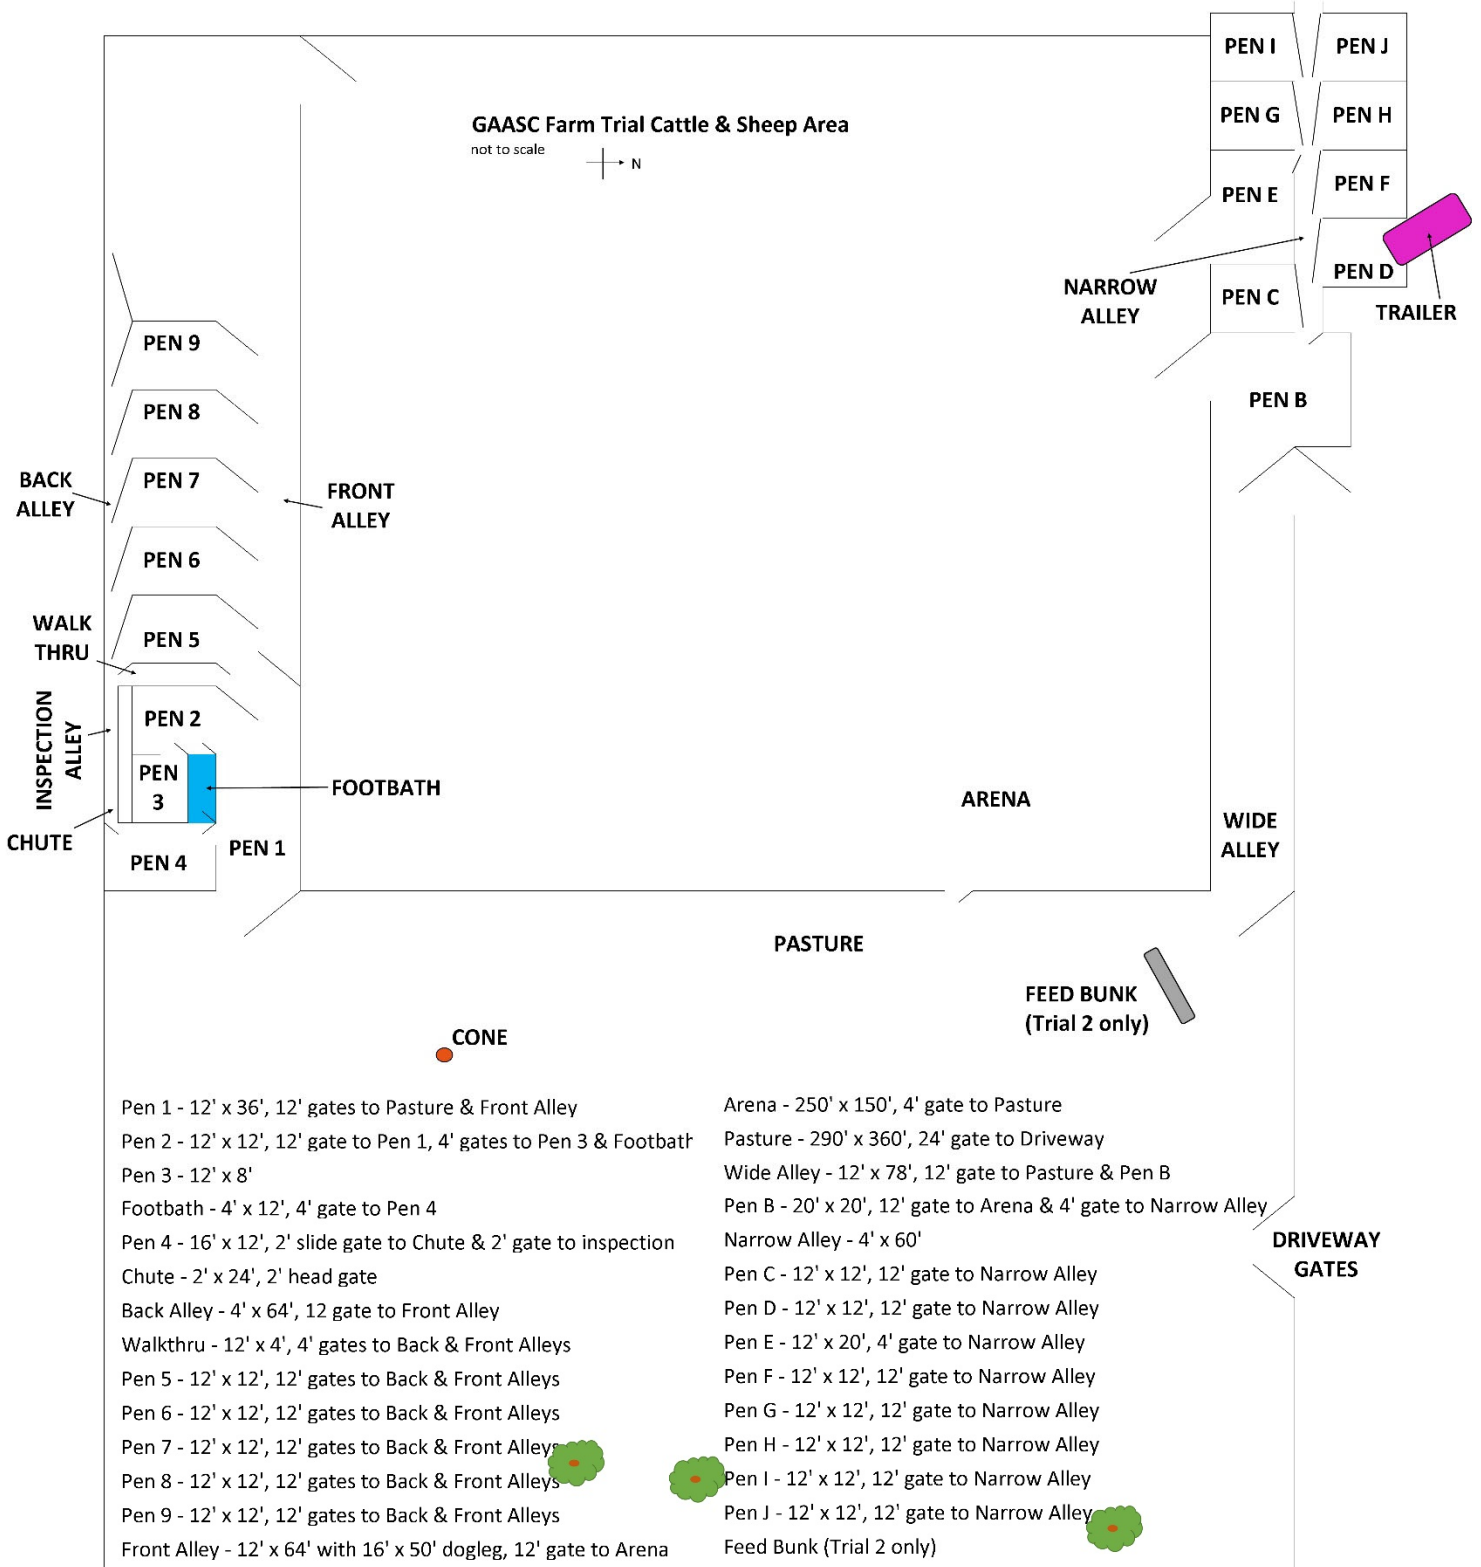 PEN I
PEN J
GAASC Farm Trial Cattle & Sheep Area
not to scale
N
PEN G
PEN H
PEN E
PEN F
PEN D
NARROW
ALLEY
PEN C
TRAILER
PEN 9
PEN 8
PEN B
BACK
ALLEY
PEN 7
FRONT
ALLEY
PEN 6
WALK
THRU
PEN 5
INSPECTION
ALLEY
PEN 2
PEN
3
FOOTBATH
ARENA
CHUTE
PEN 4
PEN 1
WIDE
ALLEY
PASTURE
FEED BUNK
(Trial 2 only)
CONE
Pen 1 - 12' x 36', 12' gates to Pasture & Front Alley
Pen 2 - 12' x 12', 12' gate to Pen 1, 4' gates to Pen 3 & Footbath
Pen 3 - 12' x 8'
Footbath - 4' x 12', 4' gate to Pen 4
Pen 4 - 16' x 12', 2' slide gate to Chute & 2' gate to inspection
Chute - 2' x 24', 2' head gate
Back Alley - 4' x 64', 12 gate to Front Alley
Walkthru - 12' x 4', 4' gates to Back & Front Alleys
Pen 5 - 12' x 12', 12' gates to Back & Front Alleys
Pen 6 - 12' x 12', 12' gates to Back & Front Alleys
Pen 7 - 12' x 12', 12' gates to Back & Front Alleys
Pen 8 - 12' x 12', 12' gates to Back & Front Alleys
Pen 9 - 12' x 12', 12' gates to Back & Front Alleys
Front Alley - 12' x 64' with 16' x 50' dogleg, 12' gate to Arena
Arena - 250' x 150', 4' gate to Pasture
Pasture - 290' x 360', 24' gate to Driveway
Wide Alley - 12' x 78', 12' gate to Pasture & Pen B
Pen B - 20' x 20', 12' gate to Arena & 4' gate to Narrow Alley
Narrow Alley - 4' x 60'
Pen C - 12' x 12', 12' gate to Narrow Alley
Pen D - 12' x 12', 12' gate to Narrow Alley
Pen E - 12' x 20', 4' gate to Narrow Alley
Pen F - 12' x 12', 12' gate to Narrow Alley
Pen G - 12' x 12', 12' gate to Narrow Alley
Pen H - 12' x 12', 12' gate to Narrow Alley
Pen I - 12' x 12', 12' gate to Narrow Alley
Pen J - 12' x 12', 12' gate to Narrow Alley
Feed Bunk (Trial 2 only)
DRIVEWAY
GATES